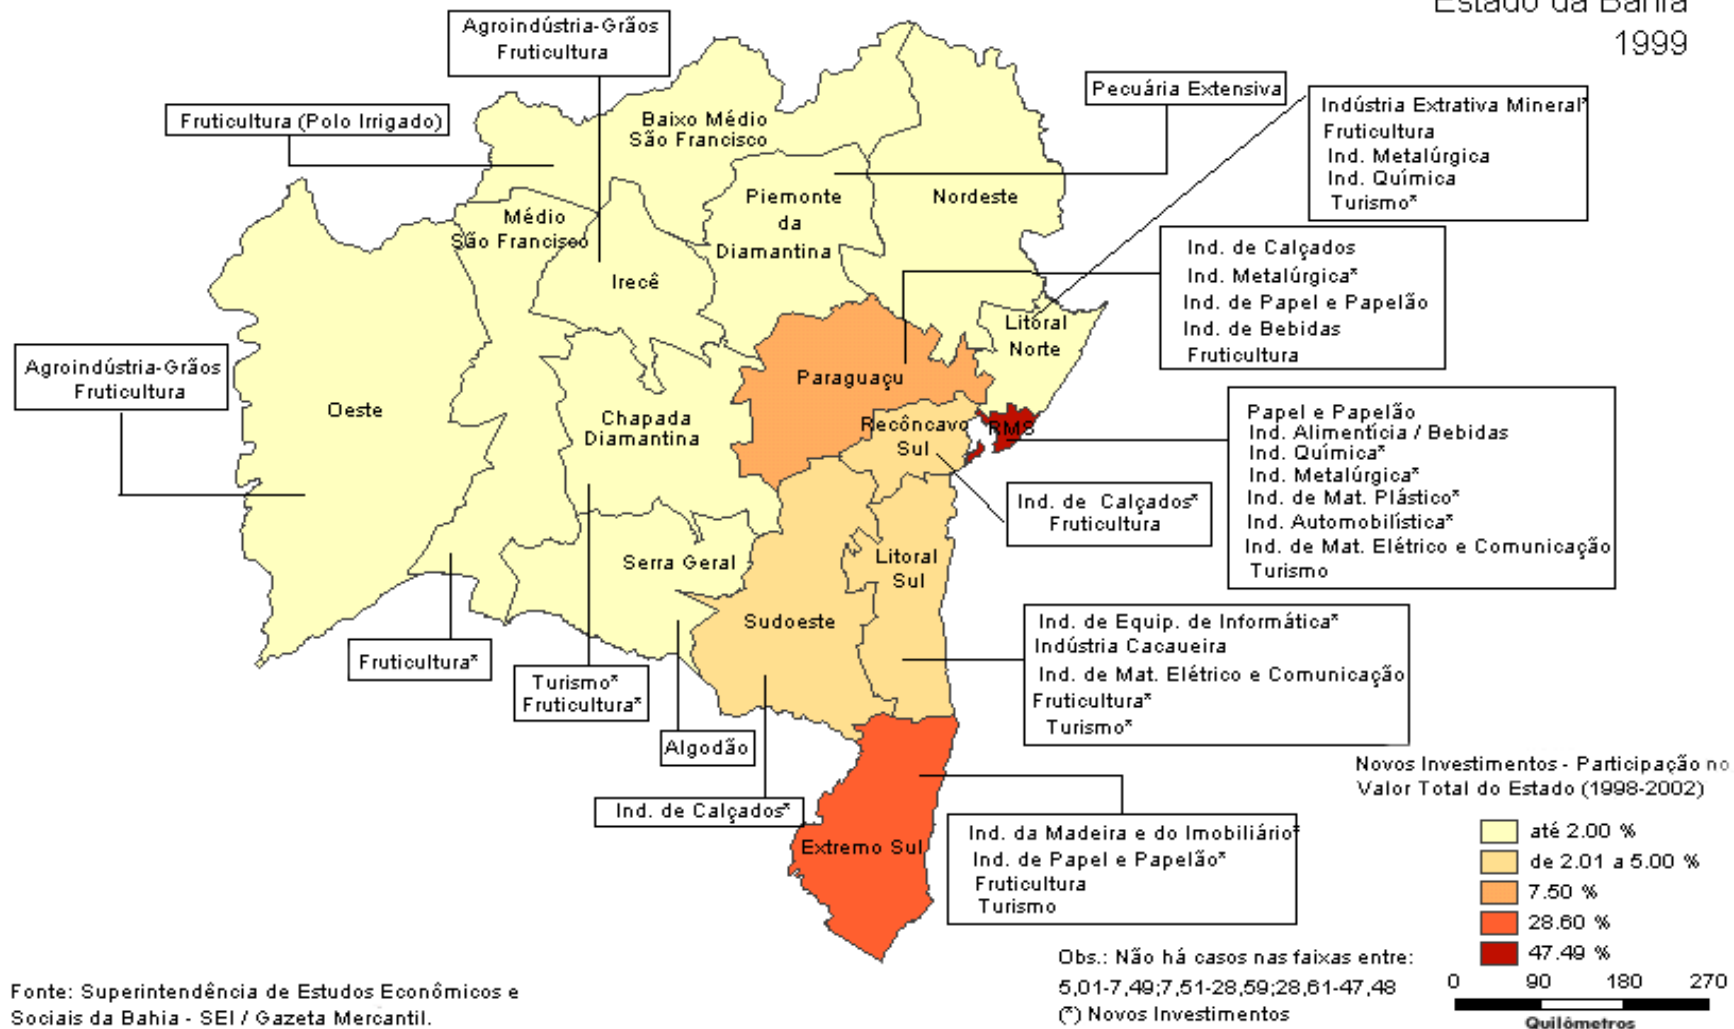 Estado da Bahia
1999
Agroindústria-Grãos
Fruticultura
Fruticultura (Polo Irrigado)
Pecuária Extensiva
Indústria Extrativa Mineral*
Fruticultura
Ind. Metalúrgica
Ind. Química
Turismo*
Ind. de Calçados
Ind. Metalúrgica*
Ind. de Papel e Papelão
Ind. de Bebidas
Fruticultura
Baixo Médio
São Francisco
Piemonte
da
Diamantina
Nordeste
Médio
São Francisco
Irecê
Litoral
Norte
Agroindústria-Grãos
Fruticultura
Oeste
Chapada
Diamantina
Paraguaçu
Recôncavo
Sul
RMS
Papel e Papelão
Ind. Alimentícia / Bebidas
Ind. Química*
Ind. Metalúrgica*
Ind. de Mat. Plástico*
Ind. Automobilística*
Ind. de Mat. Elétrico e Comunicação
Turismo
Ind. de Calçados*
Fruticultura
Serra Geral
Litoral
Sul
Sudoeste
Ind. de Equip. de Informática*
Indústria Cacaueira
Ind. de Mat. Elétrico e Comunicação
Fruticultura*
Turismo*
Fruticultura*
Turismo*
Fruticultura*
Algodão
Ind. de Calçados*
Extremo Sul
Ind. da Madeira e do Imobiliário*
Ind. de Papel e Papelão*
Fruticultura
Turismo
Novos Investimentos - Participação no
Valor Total do Estado (1998-2002)
até 2.00 %
de 2.01 a 5.00 %
7.50 %
28.60 %
47.49 %
Obs.: Não há casos nas faixas entre:
5,01-7,49;7,51-28,59;28,61-47,48
(*) Novos Investimentos
0 90 180 270
Quilômetros
Fonte: Superintendência de Estudos Econômicos e
Sociais da Bahia - SEI / Gazeta Mercantil.